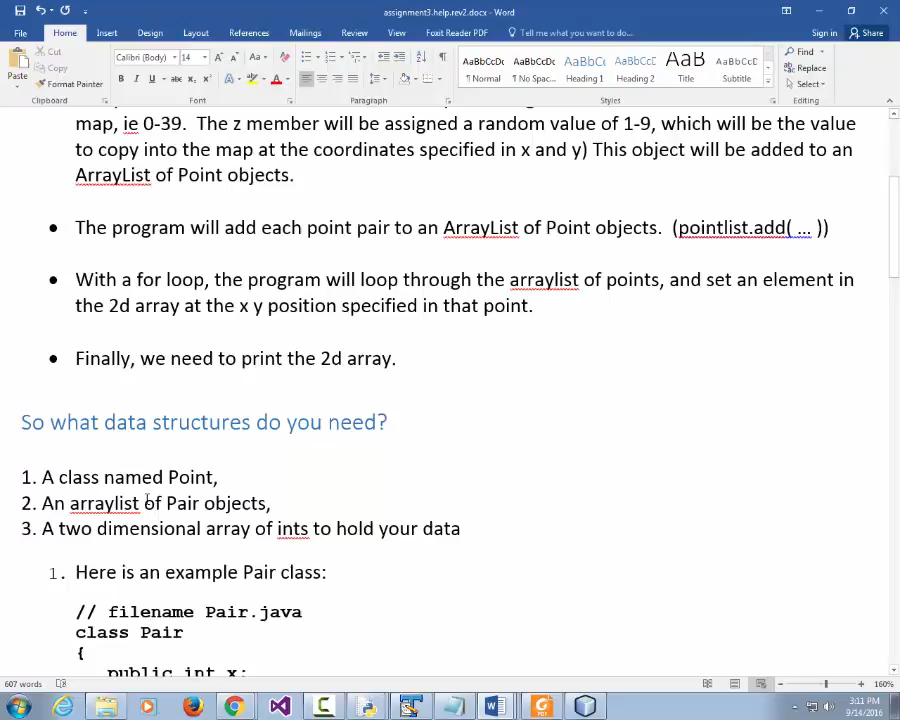 assignment3.help.rev2.docx - Word
File Home Insert Design Layout References Mailings Review View Foxit Reader PDF Tell me what you want to do... Sign in Share
Paste Cut Copy Format Painter
Calibri (Body) 14
B I U abc X₂ X²
AaBbCcDc AaBbCcDc AaBbCc AaBbCcC AaB AaBbCcD
¶ Normal ¶ No Spac... Heading 1 Heading 2 Title Subtitle
Find Replace Select
Clipboard Font Paragraph Styles Editing
map, ie 0-39. The z member will be assigned a random value of 1-9, which will be the value
to copy into the map at the coordinates specified in x and y) This object will be added to an
ArrayList of Point objects.
• The program will add each point pair to an ArrayList of Point objects. (pointlist.add( ... ))
• With a for loop, the program will loop through the arraylist of points, and set an element in
the 2d array at the x y position specified in that point.
• Finally, we need to print the 2d array.
So what data structures do you need?
1. A class named Point,
2. An arraylist of Pair objects,
3. A two dimensional array of ints to hold your data
1. Here is an example Pair class:
// filename Pair.java
class Pair
{
public int x;
607 words 160%
3:11 PM
9/14/2016